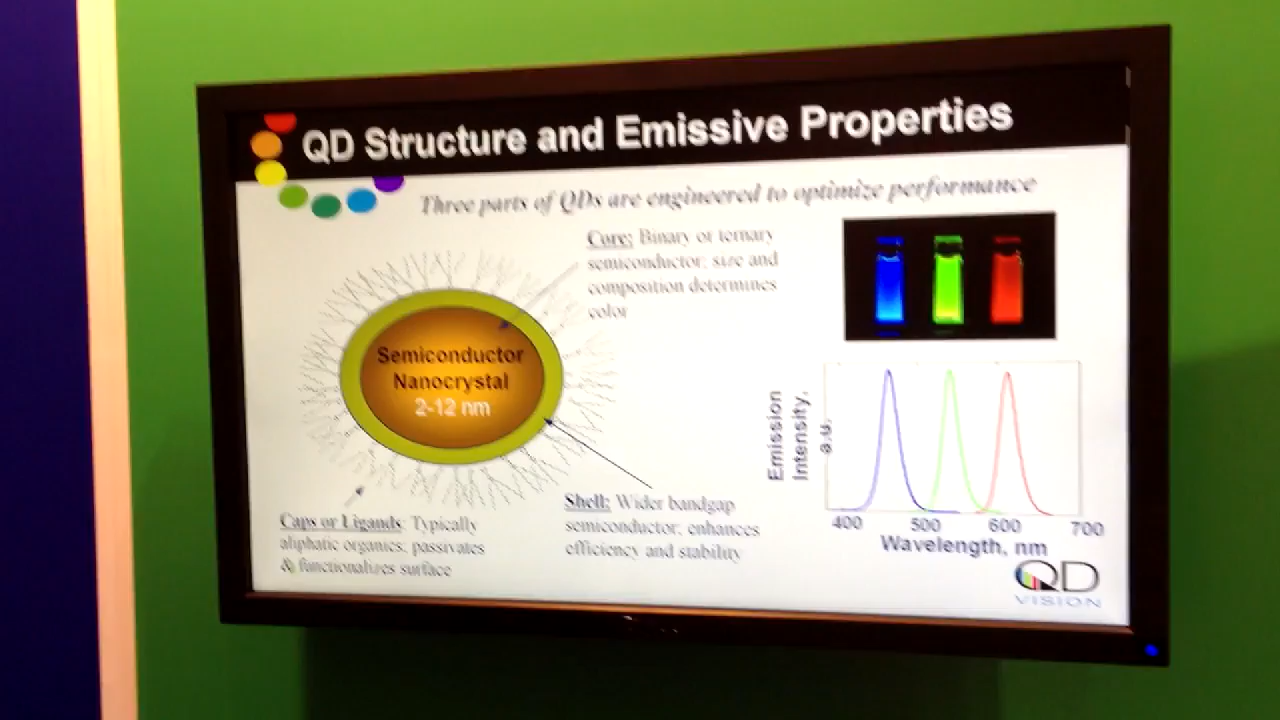 QD Structure and Emissive Properties
Three parts of QDs are engineered to optimize performance
Core: Binary or ternary
semiconductor; size and
composition determines
color
Semiconductor
Nanocrystal
2-12 nm
Caps or Ligands: Typically
aliphatic organics; passivates
& functionalizes surface
Shell: Wider bandgap
semiconductor; enhances
efficiency and stability
Emission
Intensity,
a.u.
400 500 600 700
Wavelength, nm
QD
VISION